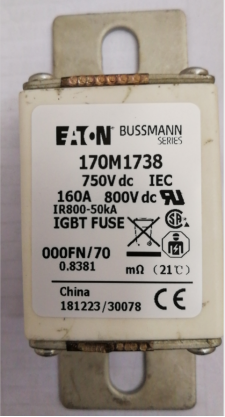 EATON BUSSMANN SERIES
170M1738
750V dc IEC
160A 800V dc
IR800-50kA
IGBT FUSE
000FN/70
0.8381 mΩ (21℃)
China
181223/30078